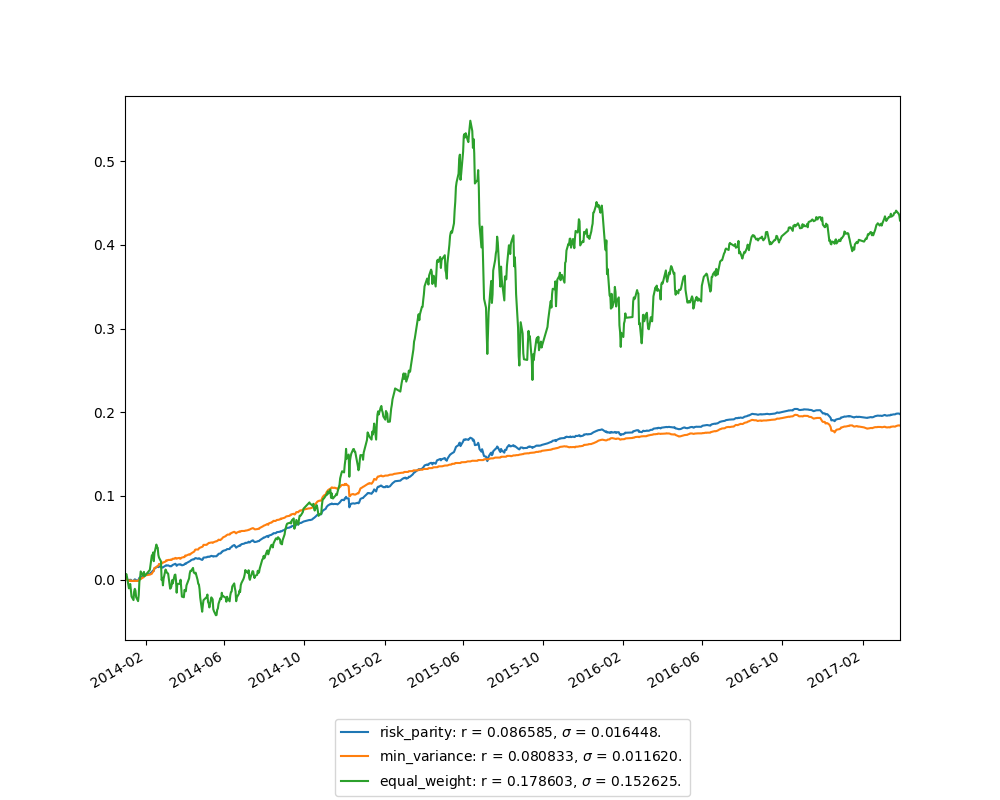 0.5
0.4
0.3
0.2
0.1
0.0
2014-02 2014-06 2014-10 2015-02 2015-06 2015-10 2016-02 2016-06 2016-10 2017-02
risk_parity: r = 0.086585, σ = 0.016448.
min_variance: r = 0.080833, σ = 0.011620.
equal_weight: r = 0.178603, σ = 0.152625.